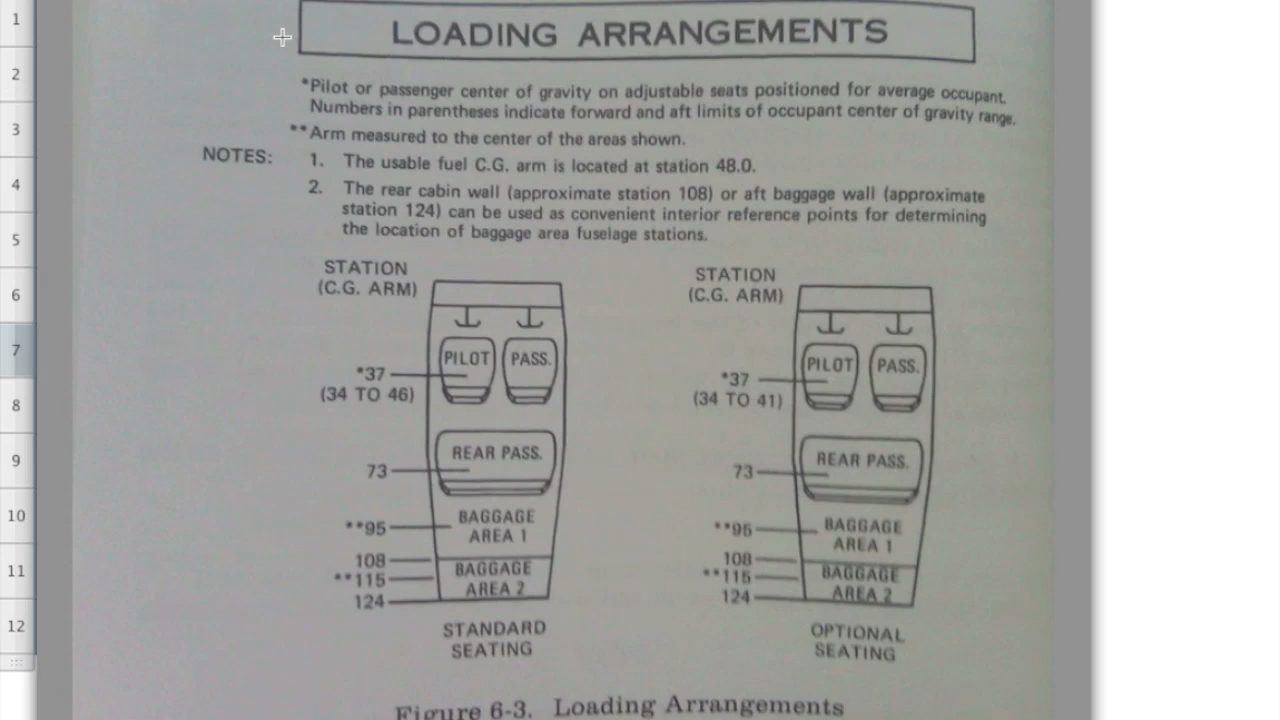 1
2
3
4
5
6
7
8
9
10
11
12
LOADING ARRANGEMENTS
*Pilot or passenger center of gravity on adjustable seats positioned for average occupant.
Numbers in parentheses indicate forward and aft limits of occupant center of gravity range.
**Arm measured to the center of the areas shown.
NOTES: 1. The usable fuel C.G. arm is located at station 48.0.
2. The rear cabin wall (approximate station 108) or aft baggage wall (approximate
station 124) can be used as convenient interior reference points for determining
the location of baggage area fuselage stations.
STATION
(C.G. ARM)
PILOT PASS.
*37
(34 TO 46)
REAR PASS.
73
**95
BAGGAGE
AREA 1
108
**115
BAGGAGE
AREA 2
124
STANDARD
SEATING
STATION
(C.G. ARM)
PILOT PASS.
*37
(34 TO 41)
REAR PASS.
73
**95
BAGGAGE
AREA 1
108
**115
BAGGAGE
AREA 2
124
OPTIONAL
SEATING
Figure 6-3. Loading Arrangements